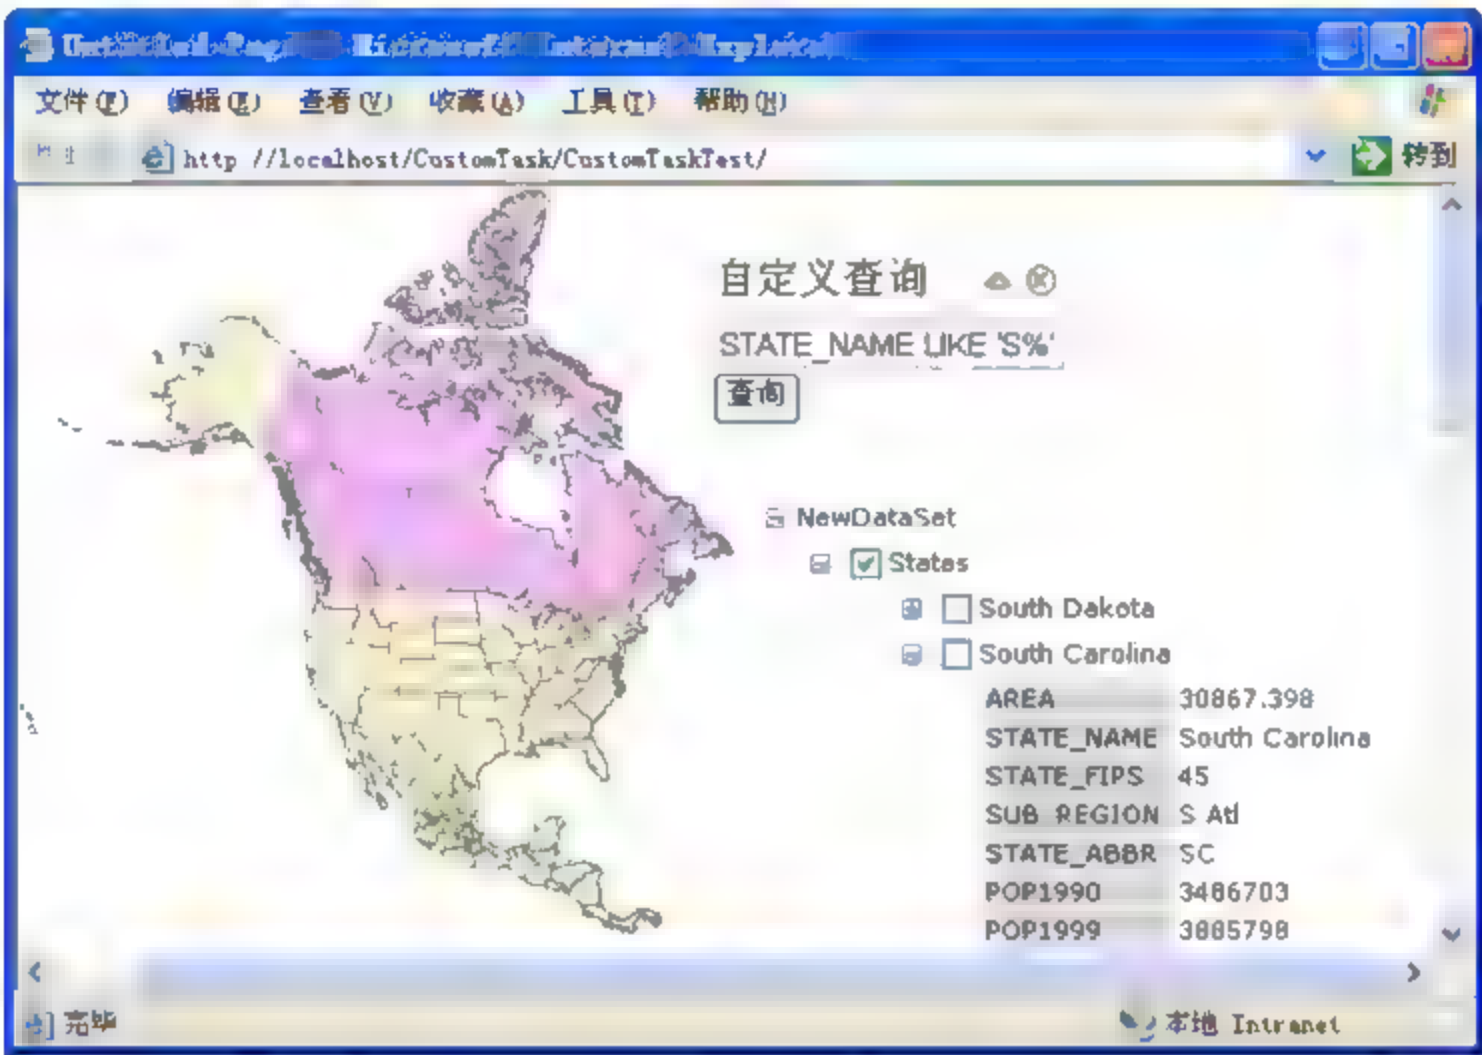 文件(F) 编辑(E) 查看(V) 收藏(A) 工具(T) 帮助(H)
http //localhost/CustomTask/CustomTaskTest/ 转到
自定义查询
STATE_NAME LIKE 'S%'
查询
NewDataSet
States
South Dakota
South Carolina
AREA 30867.398
STATE_NAME South Carolina
STATE_FIPS 45
SUB_REGION S Atl
STATE_ABBR SC
POP1990 3486703
POP1999 3885798
完毕 本地 Intranet